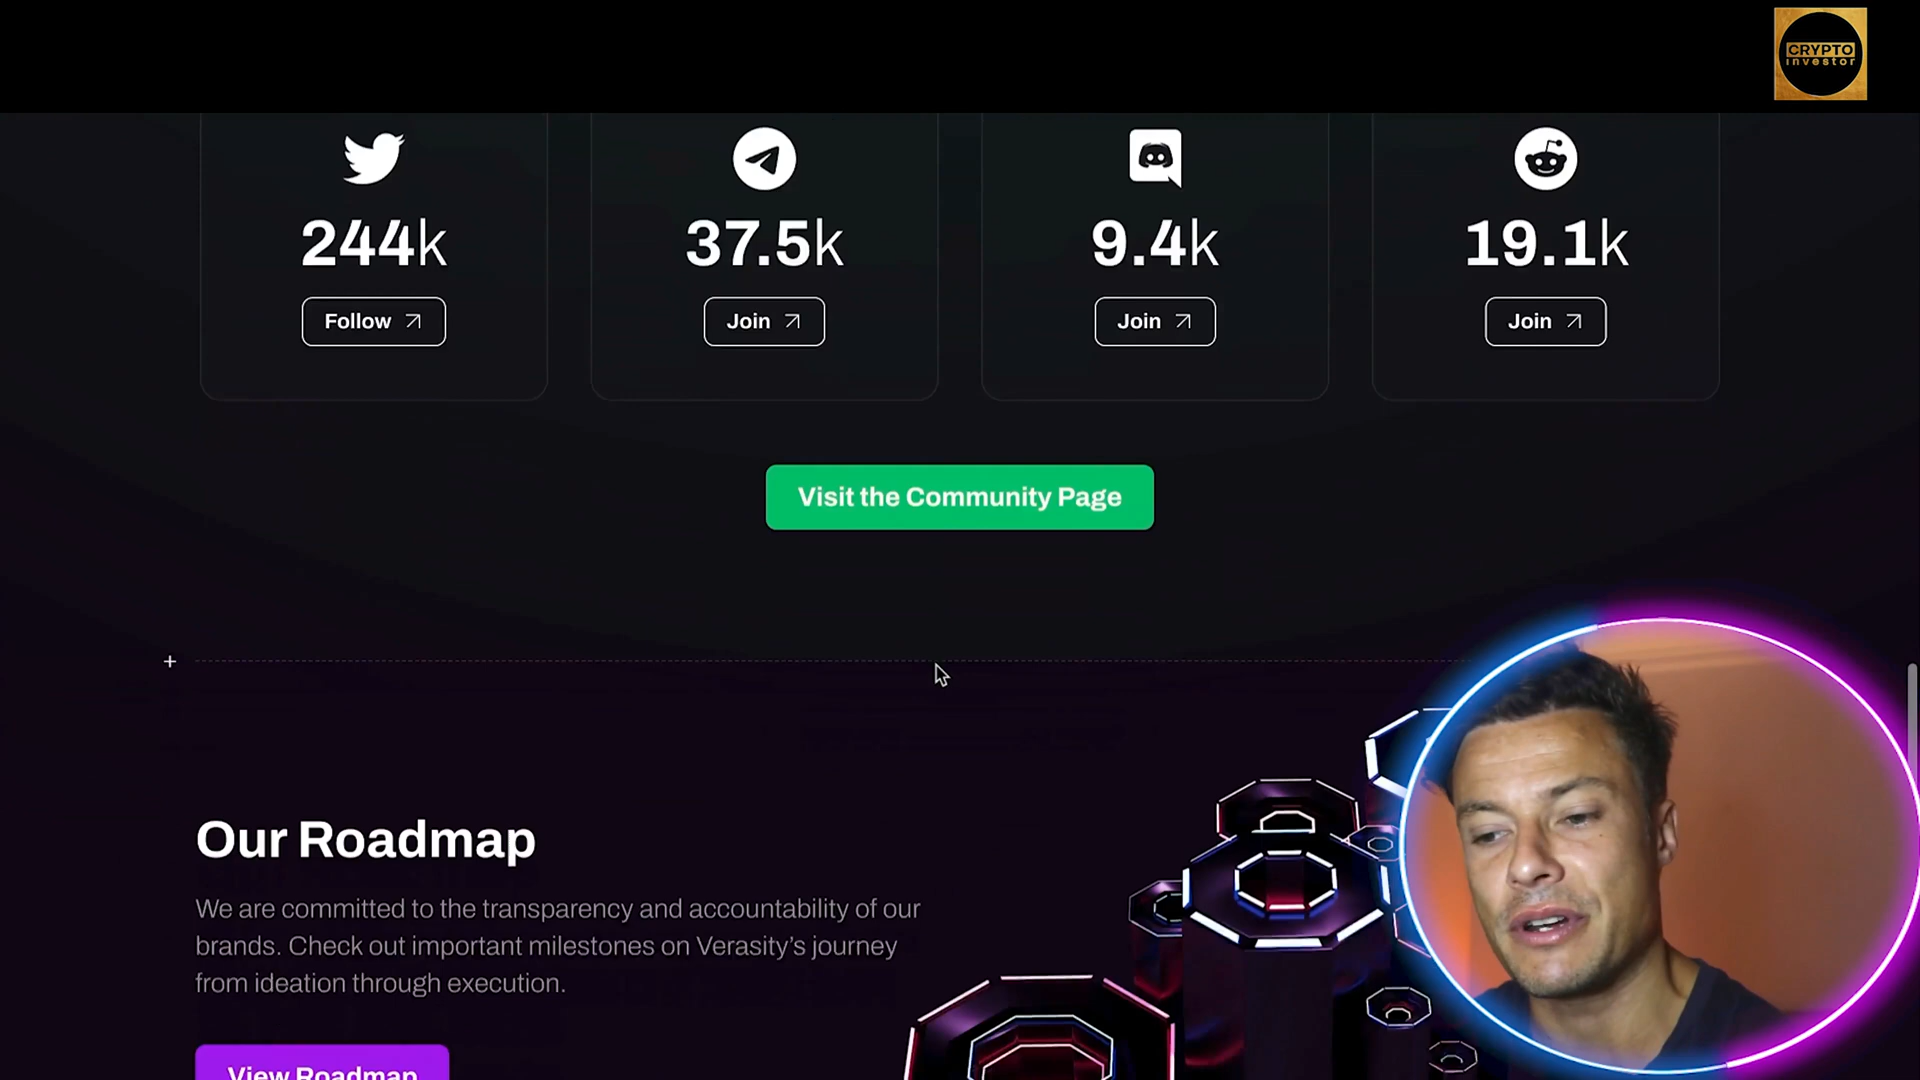 CRYPTO
investor
244k
37.5k
9.4k
19.1k
Follow
Join
Join
Join
Visit the Community Page
Our Roadmap
We are committed to the transparency and accountability of our
brands. Check out important milestones on Verasity's journey
from ideation through execution.
View Roadmap